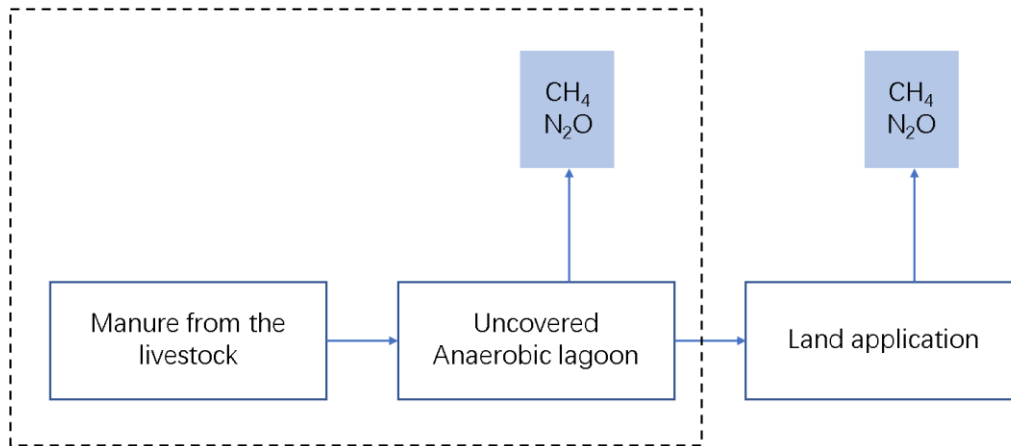 CH₄
N₂O
CH₄
N₂O
Manure from the
livestock
Uncovered
Anaerobic lagoon
Land application